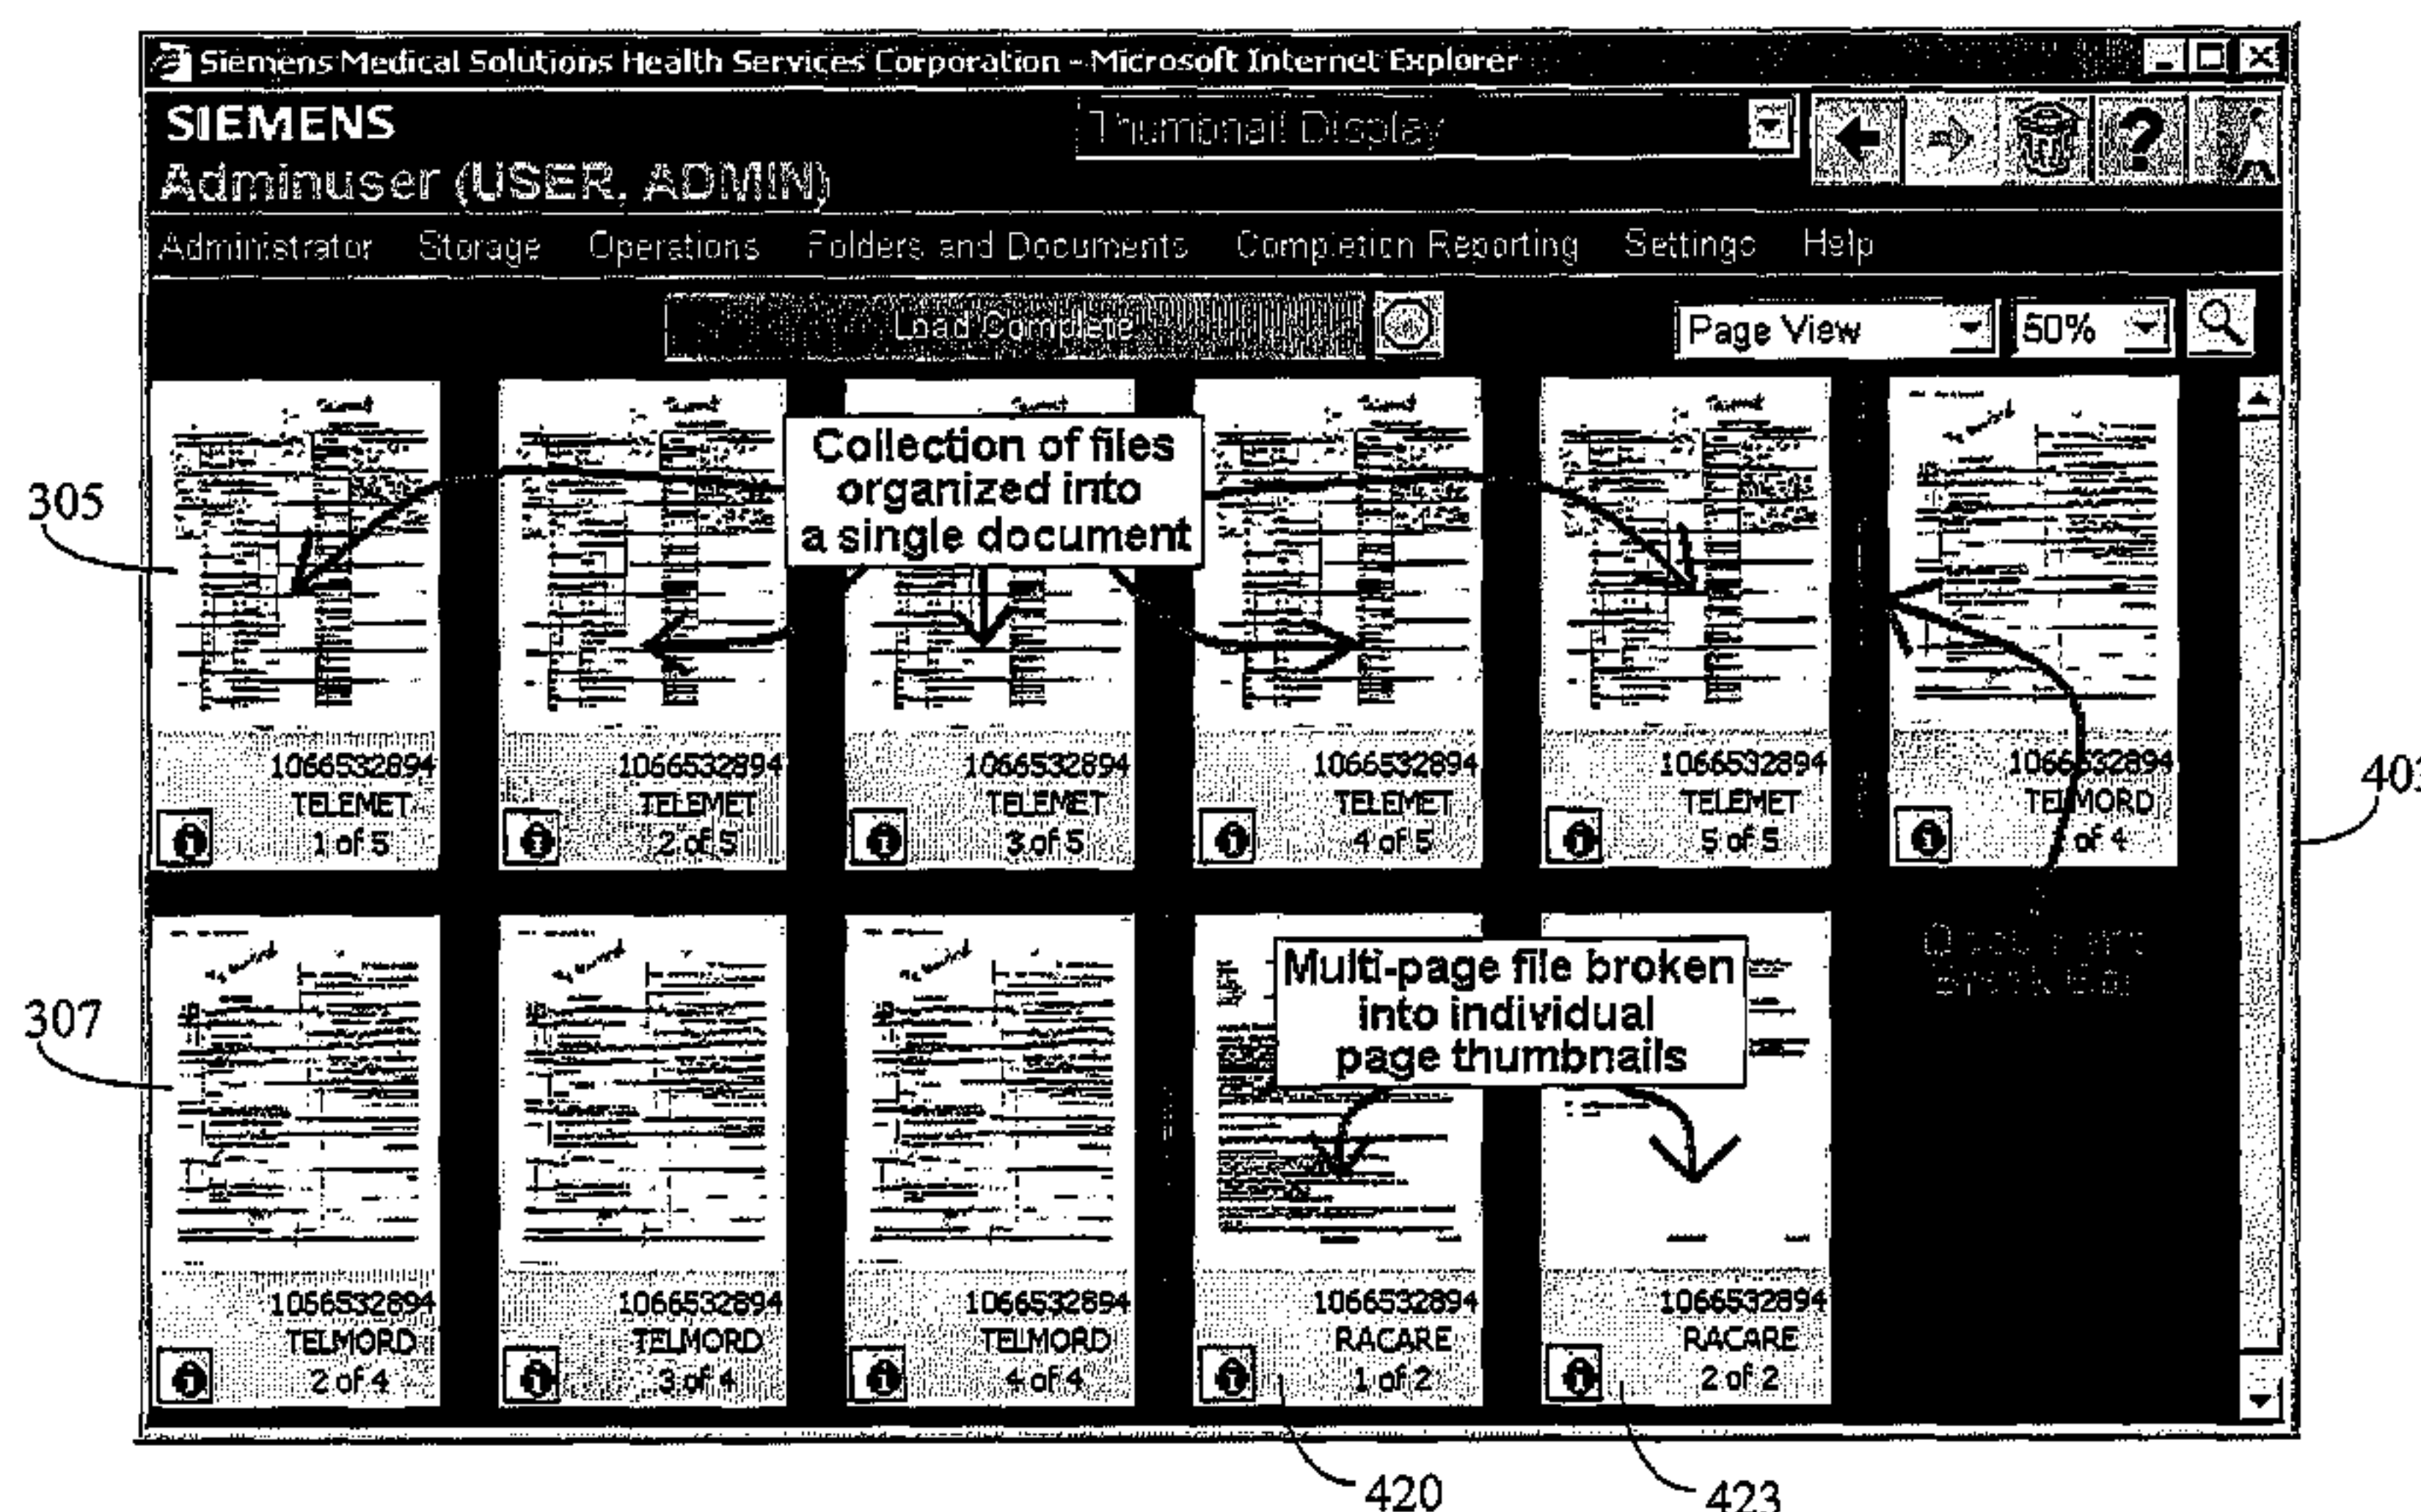 Siemens Medical Solutions Health Services Corporation - Microsoft Internet Explorer
SIEMENS
Thumbnail Display
Adminuser (USER, ADMIN)
Administrator Storage Operations Folders and Documents Completion Reporting Settings Help
Load Complete
Page View
50%
Collection of files
organized into
a single document
305
1066532894
TELEMET
1 of 5
1066532894
TELEMET
2 of 5
1066532894
TELEMET
3 of 5
1066532894
TELEMET
4 of 5
1066532894
TELEMET
5 of 5
1066532894
TELMORD
of 4
403
Multi-page file broken
into individual
page thumbnails
307
1066532894
TELMORD
2 of 4
1066532894
TELMORD
3 of 4
1066532894
TELMORD
4 of 4
1066532894
RACARE
1 of 2
1066532894
RACARE
2 of 2
420
423